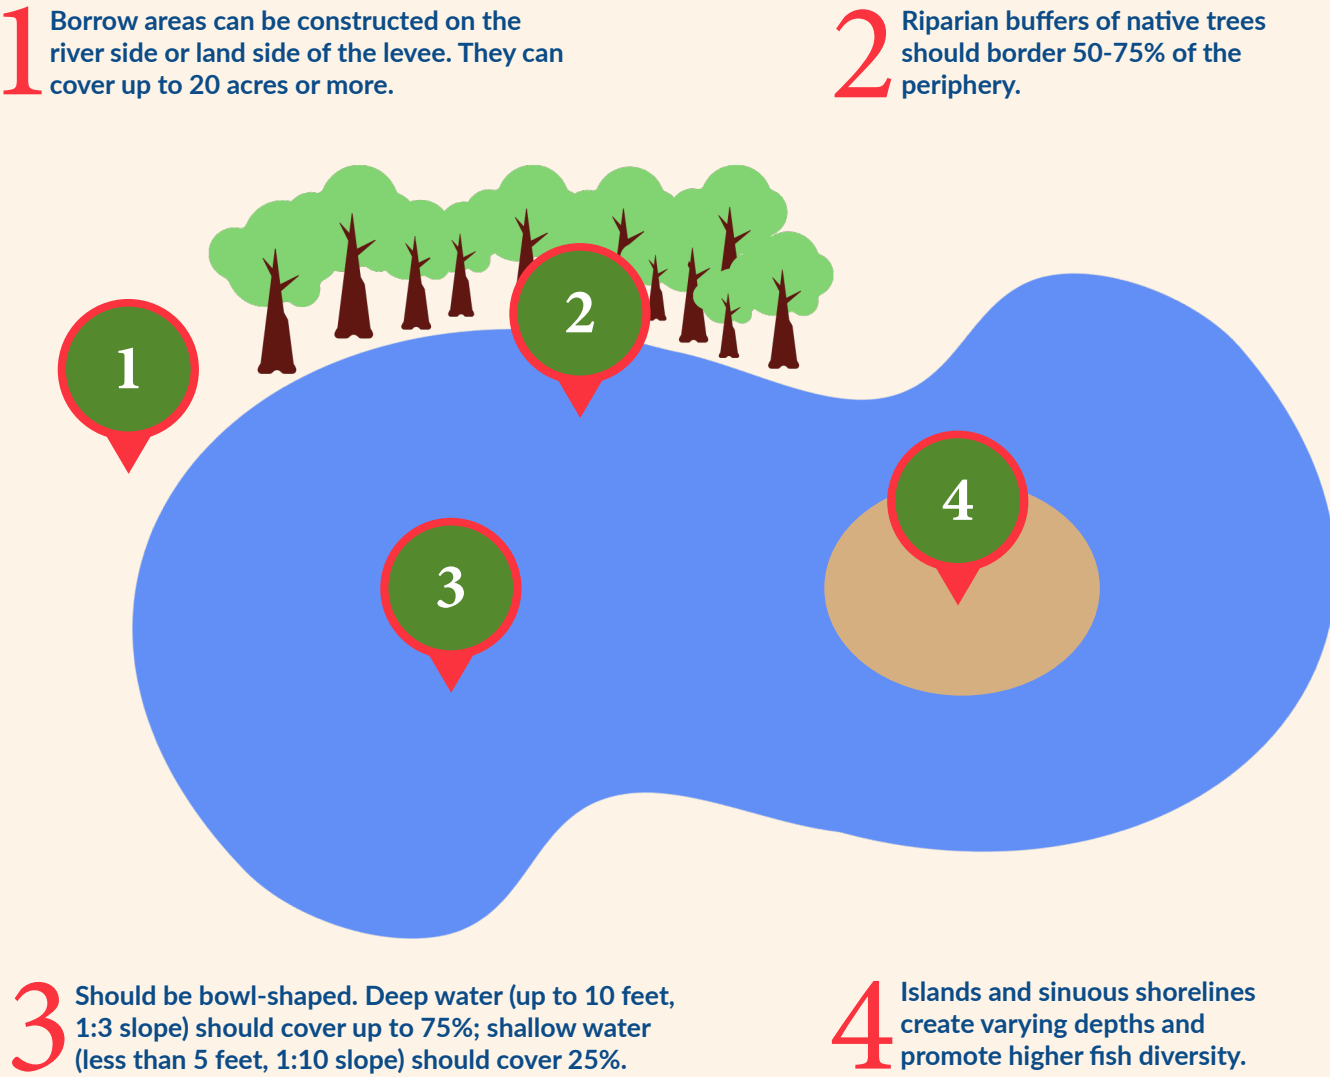 1
Borrow areas can be constructed on the
river side or land side of the levee. They can
cover up to 20 acres or more.
2
Riparian buffers of native trees
should border 50-75% of the
periphery.
1
2
3
4
3
Should be bowl-shaped. Deep water (up to 10 feet,
1:3 slope) should cover up to 75%; shallow water
(less than 5 feet, 1:10 slope) should cover 25%.
4
Islands and sinuous shorelines
create varying depths and
promote higher fish diversity.